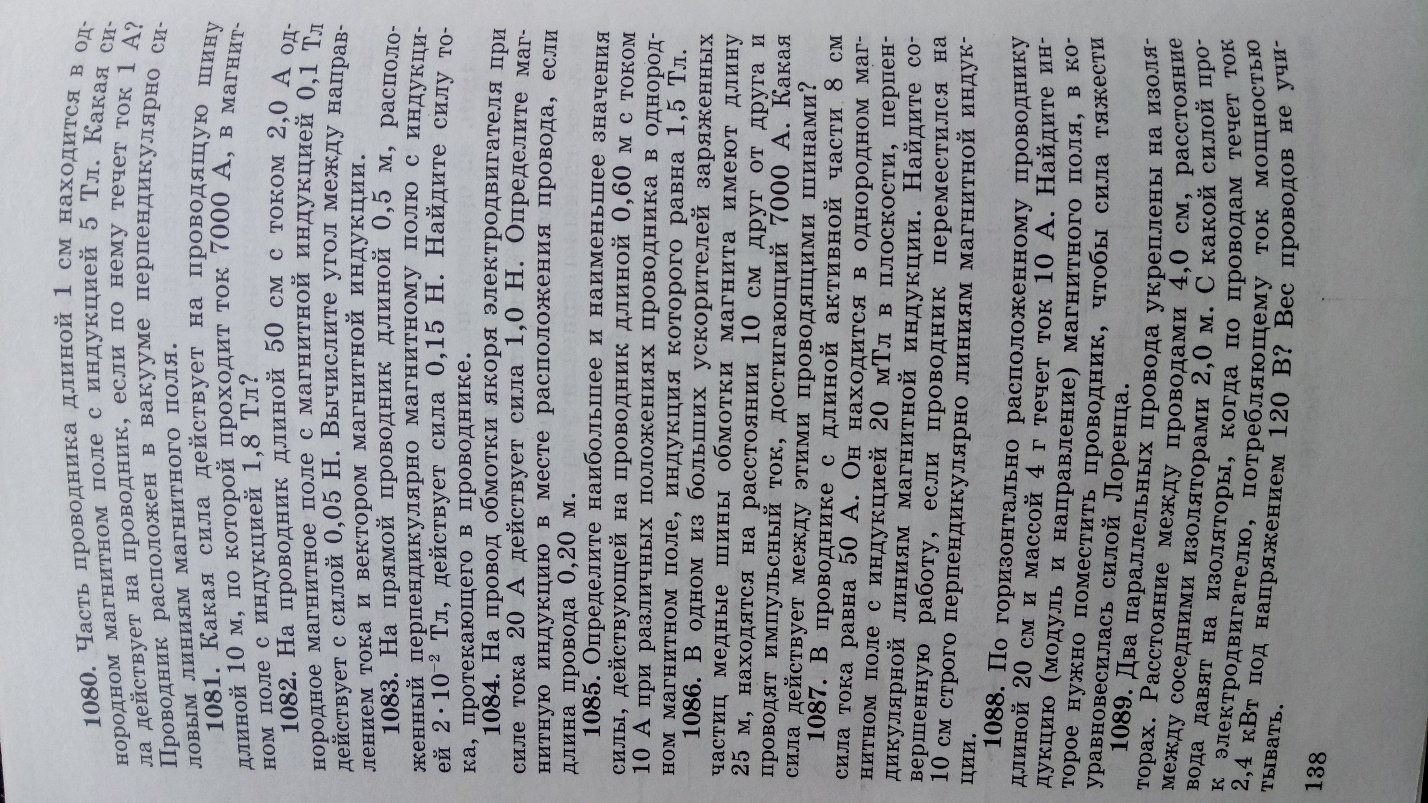 1080. Часть проводника длиной 1 см находится в од-
нородном магнитном поле с индукцией 5 Тл. Какая си-
ла действует на проводник, если по нему течет ток 1 А?
Проводник расположен в вакууме перпендикулярно си-
ловым линиям магнитного поля.
1081. Какая сила действует на проводящую шину
длиной 10 м, по которой проходит ток 7000 А, в магнит-
ном поле с индукцией 1,8 Тл?
1082. На проводник длиной 50 см с током 2,0 А од-
нородное магнитное поле с магнитной индукцией 0,1 Тл
действует с силой 0,05 Н. Вычислите угол между направ-
лением тока и вектором магнитной индукции.
1083. На прямой проводник длиной 0,5 м, располо-
женный перпендикулярно магнитному полю с индукци-
ей 2 · 10⁻² Тл, действует сила 0,15 Н. Найдите силу то-
ка, протекающего в проводнике.
1084. На провод обмотки якоря электродвигателя при
силе тока 20 А действует сила 1,0 Н. Определите маг-
нитную индукцию в месте расположения провода, если
длина провода 0,20 м.
1085. Определите наибольшее и наименьшее значения
силы, действующей на проводник длиной 0,60 м с током
10 А при различных положениях проводника в однород-
ном магнитном поле, индукция которого равна 1,5 Тл.
1086. В одном из больших ускорителей заряженных
частиц медные шины обмотки магнита имеют длину
25 м, находятся на расстоянии 10 см друг от друга и
проводят импульсный ток, достигающий 7000 А. Какая
сила действует между этими проводящими шинами?
1087. В проводнике с длиной активной части 8 см
сила тока равна 50 А. Он находится в однородном маг-
нитном поле с индукцией 20 мТл в плоскости, перпен-
дикулярной линиям магнитной индукции. Найдите со-
вершенную работу, если проводник переместился на
10 см строго перпендикулярно линиям магнитной индук-
ции.
1088. По горизонтально расположенному проводнику
длиной 20 см и массой 4 г течет ток 10 А. Найдите ин-
дукцию (модуль и направление) магнитного поля, в ко-
торое нужно поместить проводник, чтобы сила тяжести
уравновесилась силой Лоренца.
1089. Два параллельных провода укреплены на изоля-
торах. Расстояние между проводами 4,0 см, расстояние
между соседними изоляторами 2,0 м. С какой силой про-
вода давят на изоляторы, когда по проводам течет ток
к электродвигателю, потребляющему ток мощностью
2,4 кВт под напряжением 120 В? Вес проводов не учи-
тывать.
138